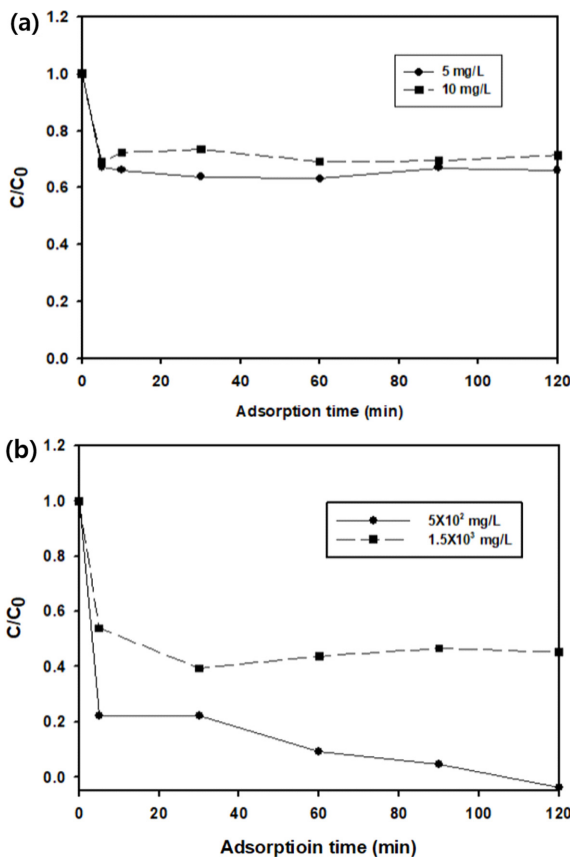 (a)
1.2
1.0
0.8
0.6
0.4
0.2
0.0
C/C0
5 mg/L
10 mg/L
0 20 40 60 80 100 120
Adsorption time (min)
(b)
1.2
1.0
0.8
0.6
0.4
0.2
0.0
C/C0
5X10² mg/L
1.5X10³ mg/L
0 20 40 60 80 100 120
Adsorptioin time (min)